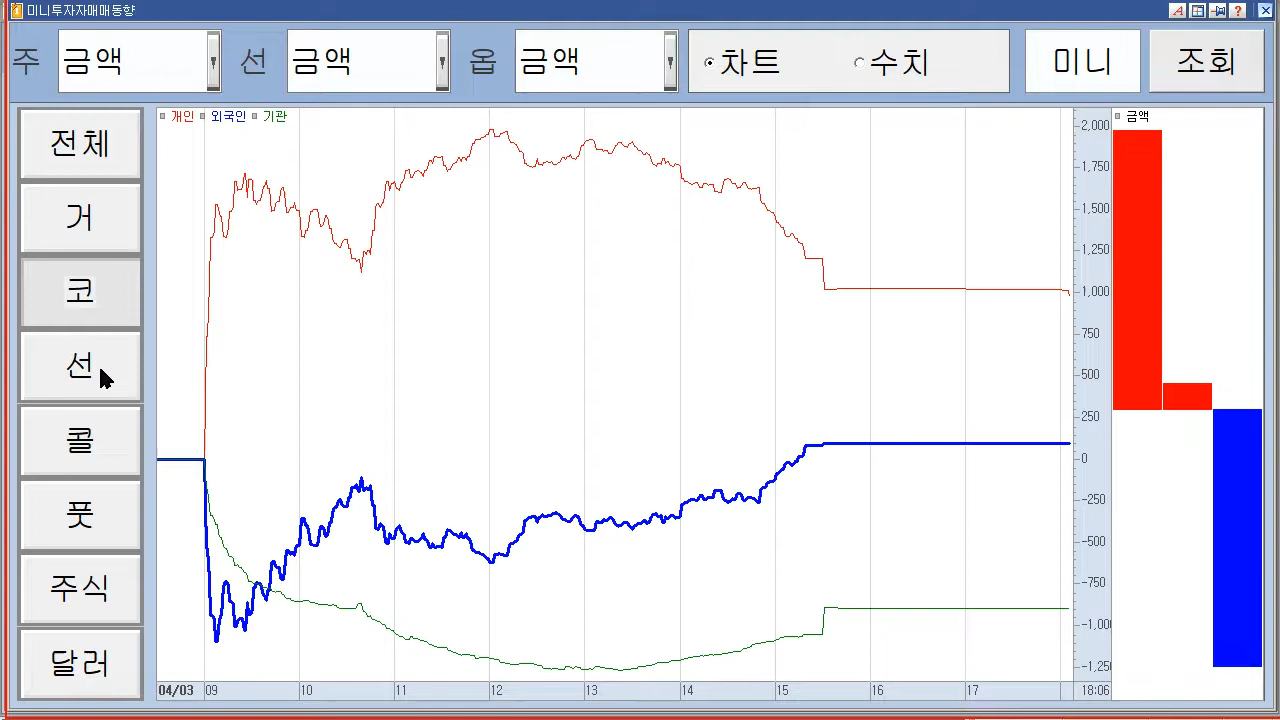 미니투자자매매동향
주 금액 선 금액 옵 금액 차트 수치 미니 조회
전체
거
코
선
콜
풋
주식
달러
개인 외국인 기관
2,000
1,750
1,500
1,250
1,000
750
500
250
0
-250
-500
-750
-1,000
-1,250
04/03 09 10 11 12 13 14 15 16 17 18:06
금액